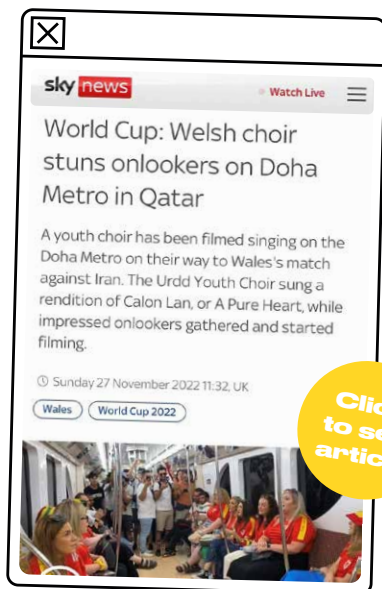 sky news
Watch Live
World Cup: Welsh choir
stuns onlookers on Doha
Metro in Qatar
A youth choir has been filmed singing on the
Doha Metro on their way to Wales's match
against Iran. The Urdd Youth Choir sung a
rendition of Calon Lan, or A Pure Heart, while
impressed onlookers gathered and started
filming.
Sunday 27 November 2022 11:32, UK
Wales World Cup 2022
to